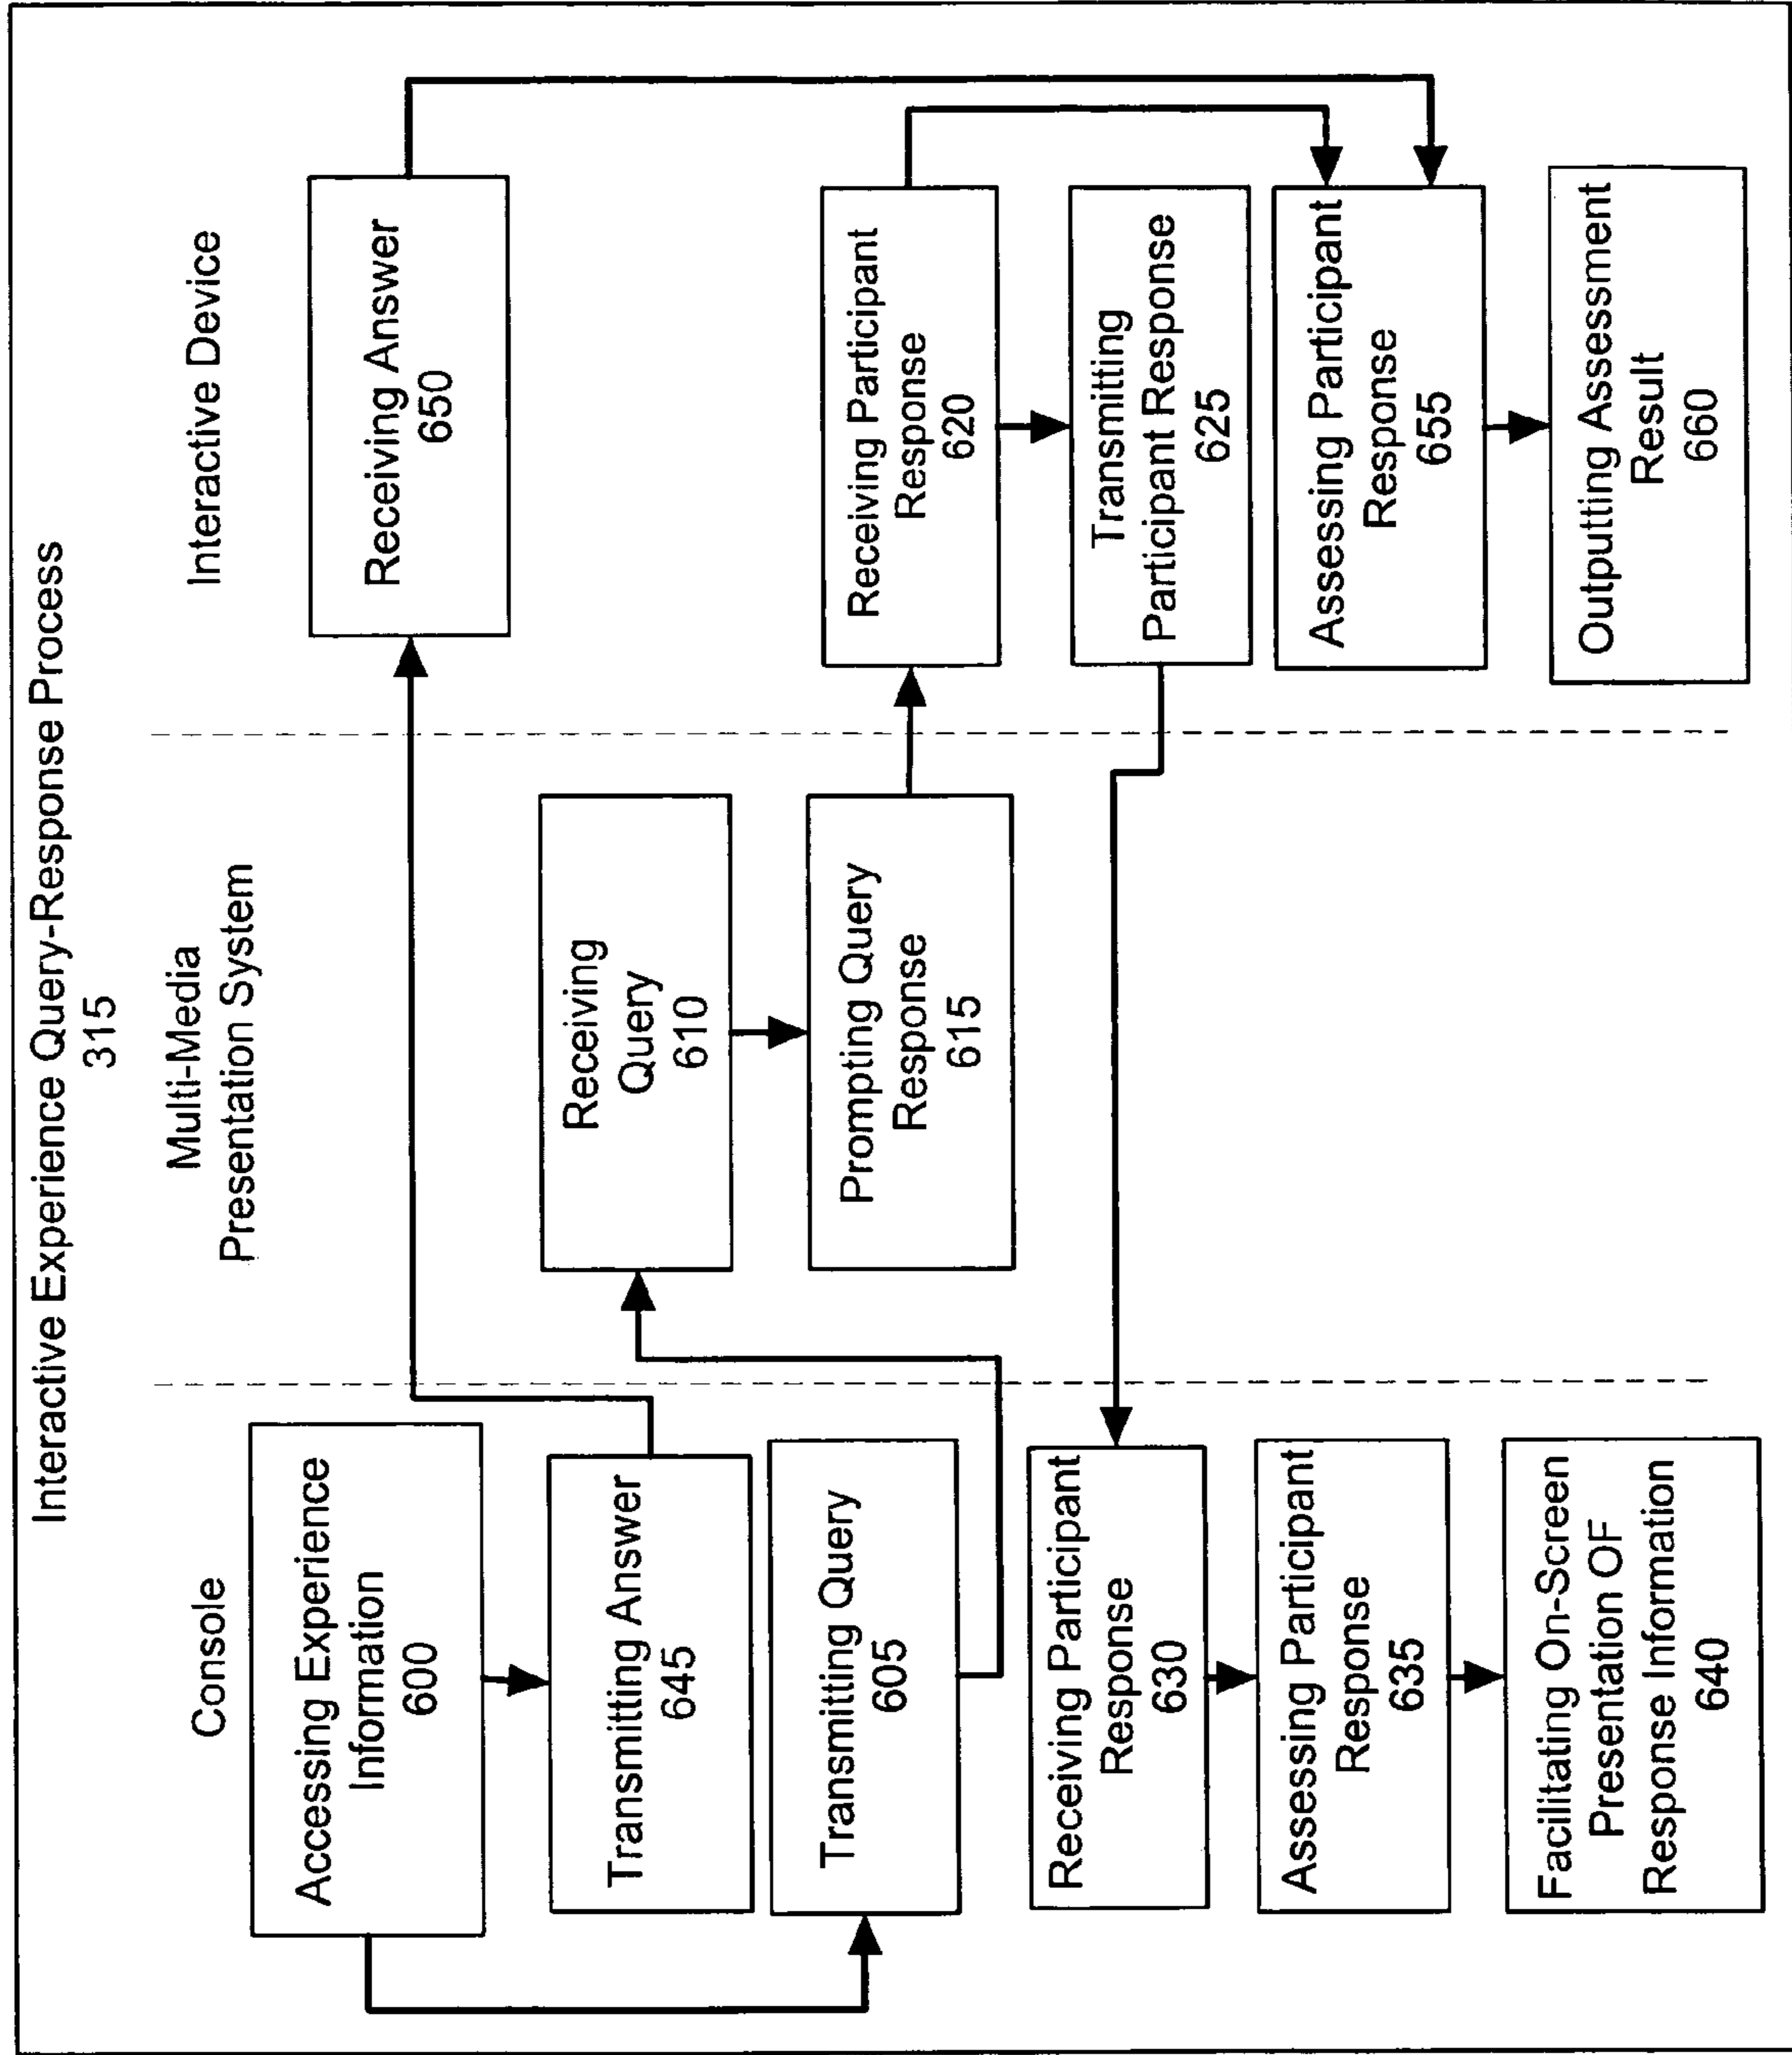 Interactive Experience Query-Response Process
315
Console
Multi-Media
Presentation System
Interactive Device
Accessing Experience
Information
600
Transmitting Answer
645
Transmitting Query
605
Receiving Participant
Response
630
Assessing Participant
Response
635
Facilitating On-Screen
Presentation OF
Response Information
640
Receiving
Query
610
Prompting Query
Response
615
Receiving Answer
650
Receiving Participant
Response
620
Transmitting
Participant Response
625
Assessing Participant
Response
655
Outputting Assessment
Result
660